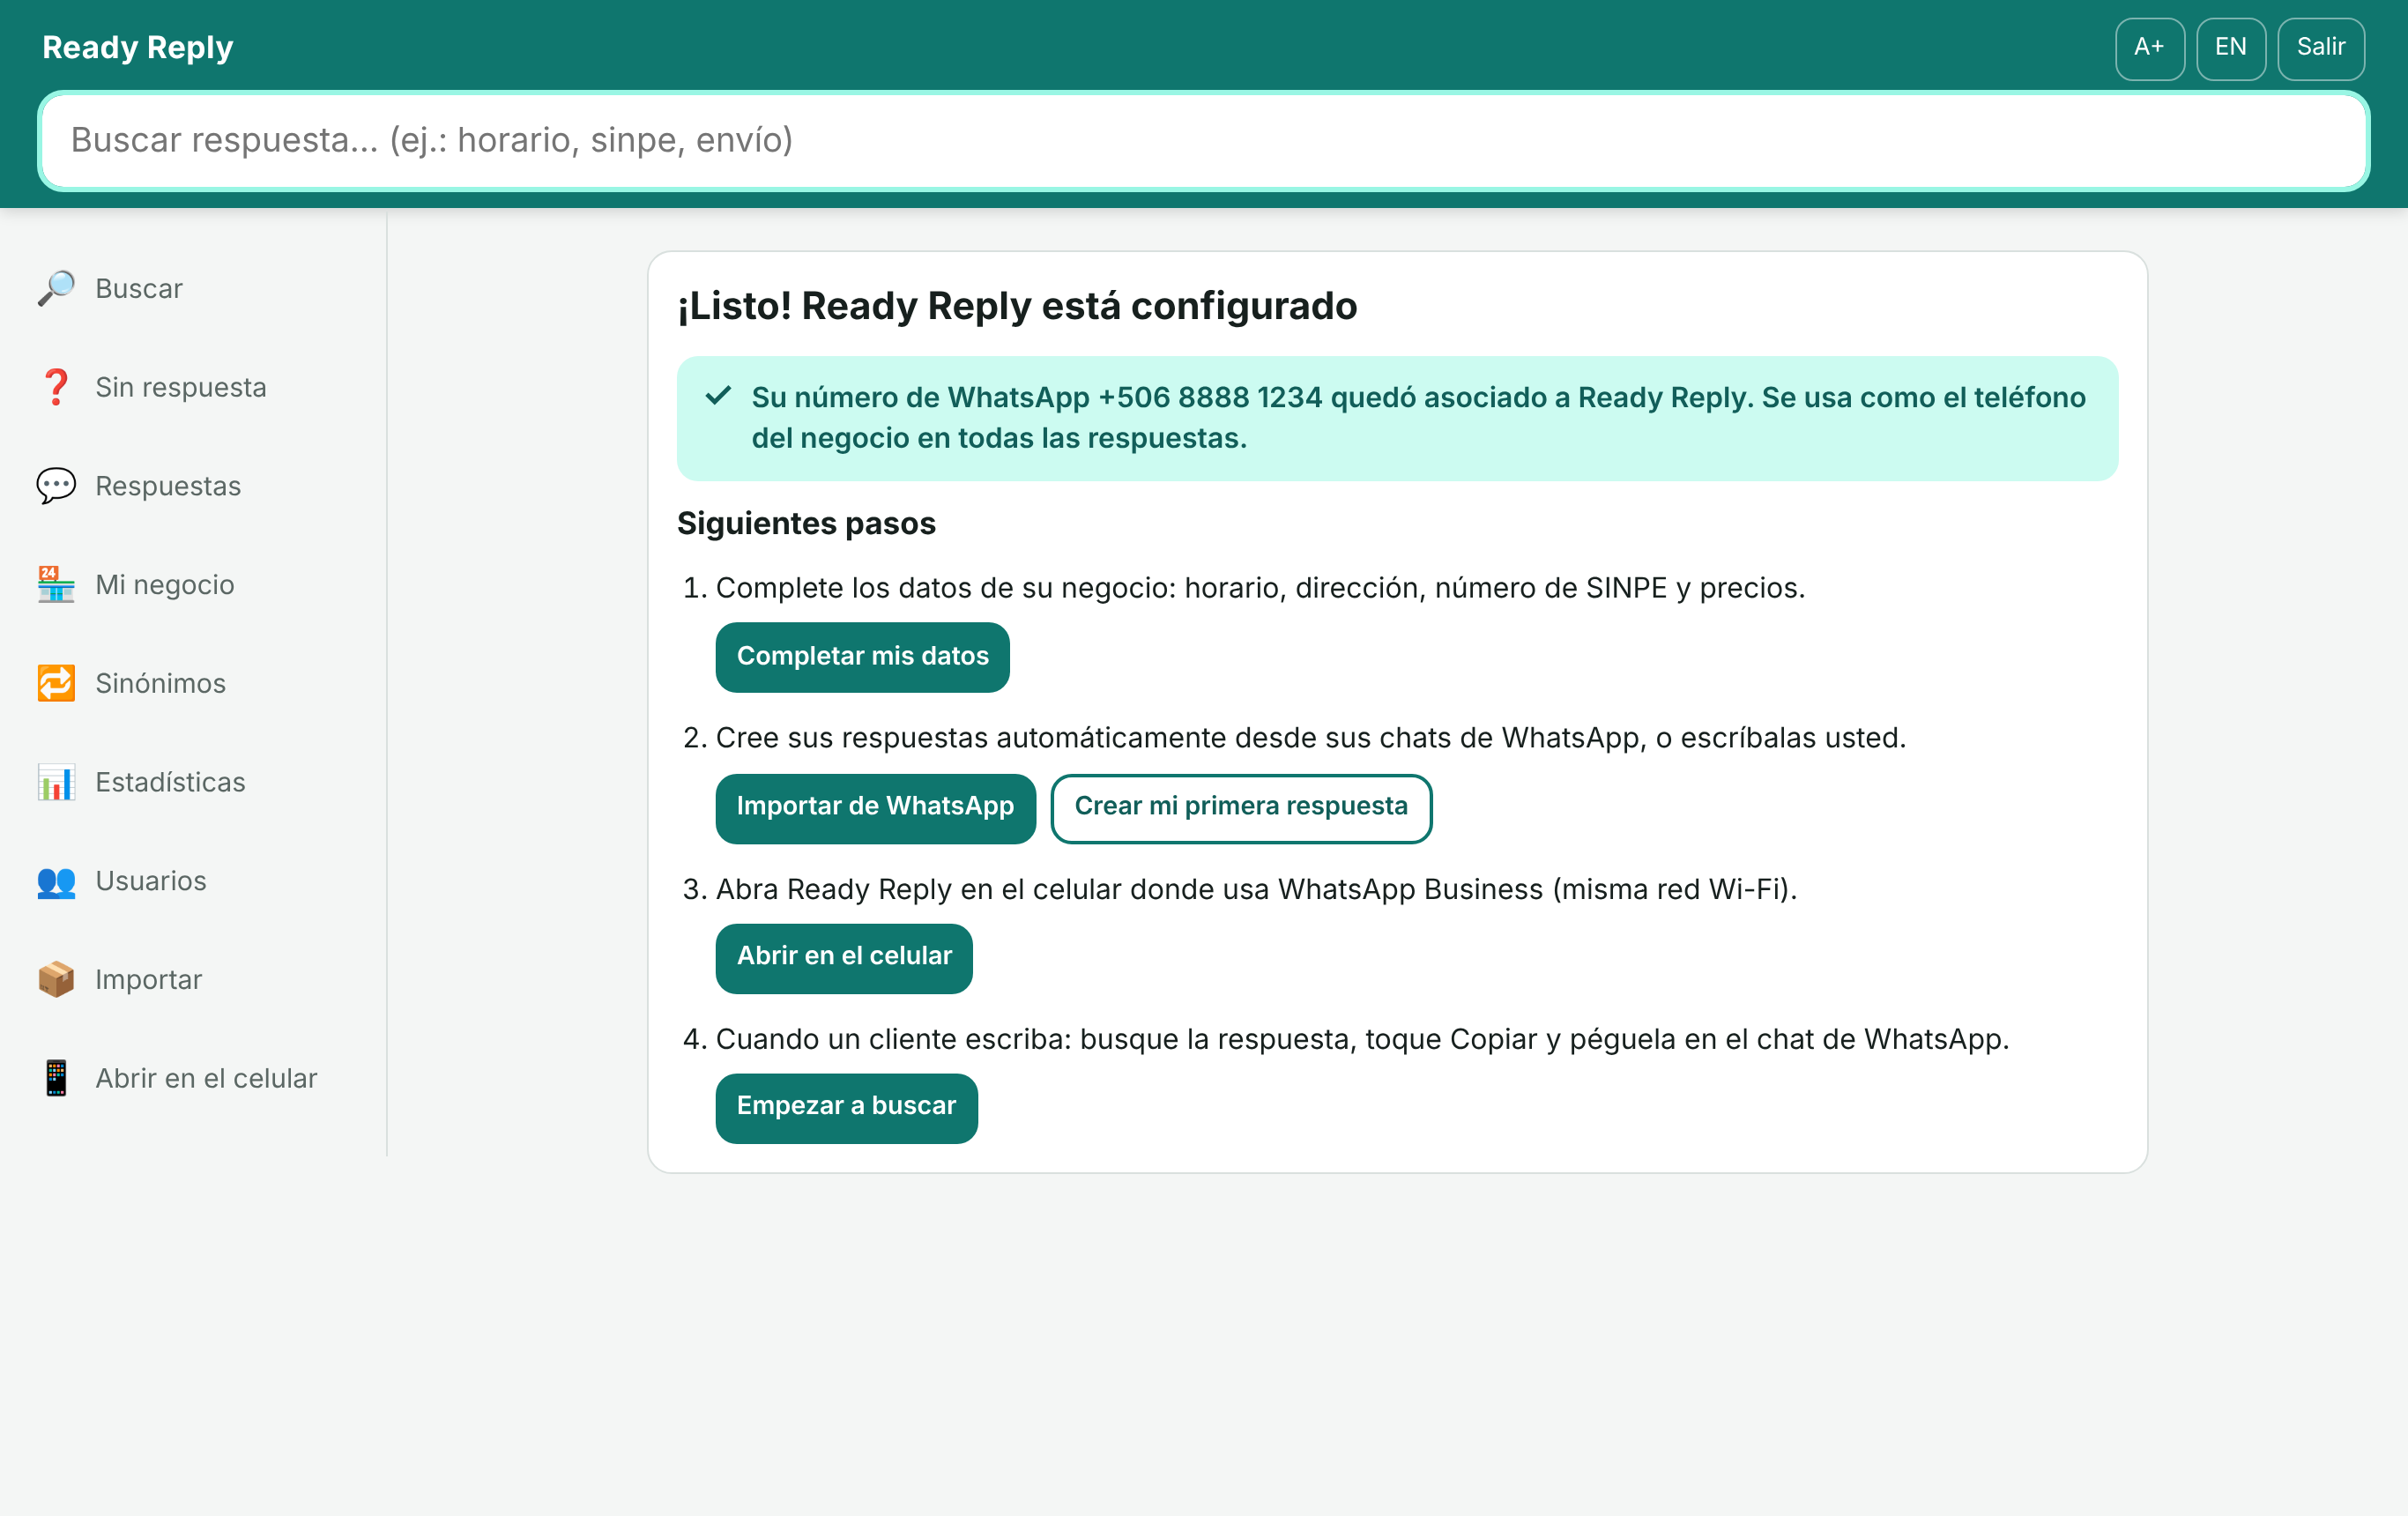 Ready Reply
A+
EN
Salir
Buscar respuesta... (ej.: horario, sinpe, envío)
Buscar
Sin respuesta
Respuestas
24
Mi negocio
Sinónimos
Estadísticas
Usuarios
Importar
Abrir en el celular
¡Listo! Ready Reply está configurado
Su número de WhatsApp +506 8888 1234 quedó asociado a Ready Reply. Se usa como el teléfono
del negocio en todas las respuestas.
Siguientes pasos
1. Complete los datos de su negocio: horario, dirección, número de SINPE y precios.
Completar mis datos
2. Cree sus respuestas automáticamente desde sus chats de WhatsApp, o escríbalas usted.
Importar de WhatsApp
Crear mi primera respuesta
3. Abra Ready Reply en el celular donde usa WhatsApp Business (misma red Wi-Fi).
Abrir en el celular
4. Cuando un cliente escriba: busque la respuesta, toque Copiar y péguela en el chat de WhatsApp.
Empezar a buscar